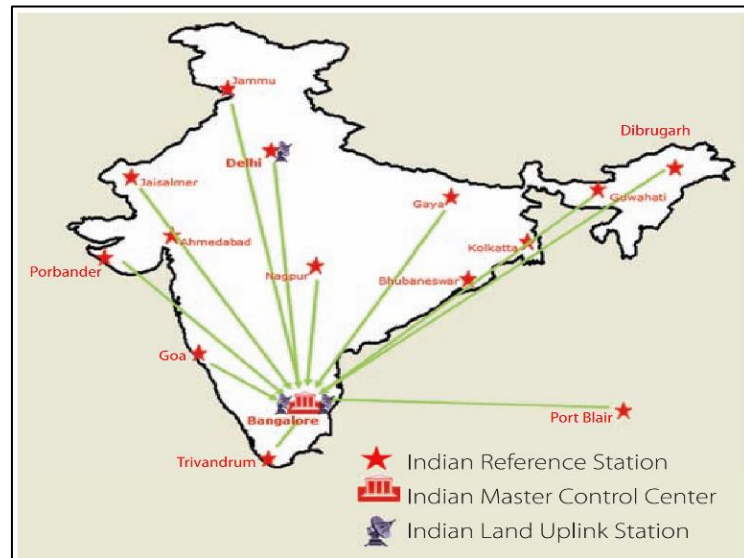 Jammu
Dibrugarh
Delhi
Jaisalmer
Guwahati
Gaya
Ahmedabad
Kolkatta
Porbander
Nagpur
Bhubaneswar
Goa
Bangalore
Port Blair
Trivandrum
Indian Reference Station
Indian Master Control Center
Indian Land Uplink Station